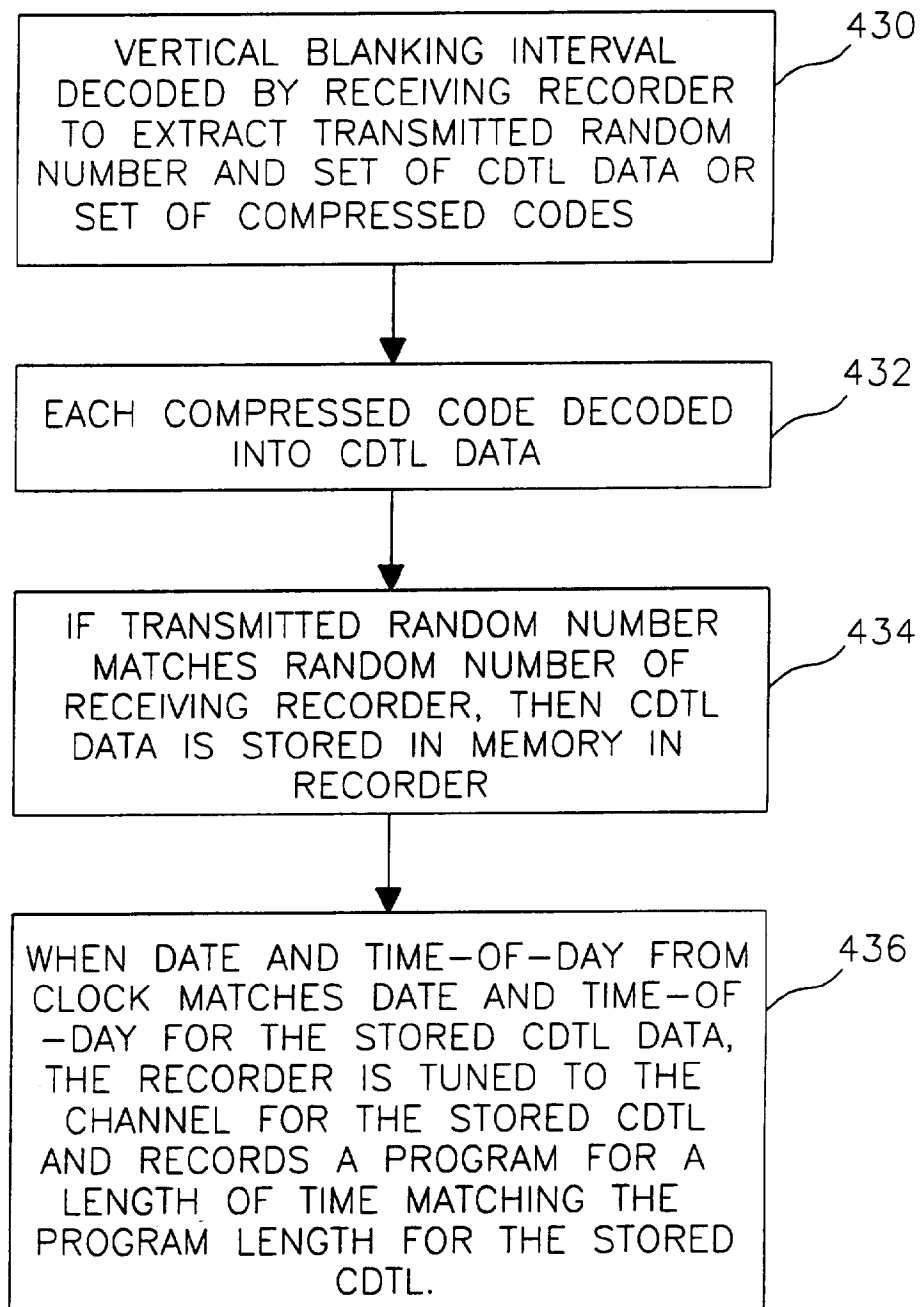 VERTICAL BLANKING INTERVAL
DECODED BY RECEIVING RECORDER
TO EXTRACT TRANSMITTED RANDOM
NUMBER AND SET OF CDTL DATA OR
SET OF COMPRESSED CODES
430
EACH COMPRESSED CODE DECODED
INTO CDTL DATA
432
IF TRANSMITTED RANDOM NUMBER
MATCHES RANDOM NUMBER OF
RECEIVING RECORDER, THEN CDTL
DATA IS STORED IN MEMORY IN
RECORDER
434
WHEN DATE AND TIME-OF-DAY FROM
CLOCK MATCHES DATE AND TIME-OF
-DAY FOR THE STORED CDTL DATA,
THE RECORDER IS TUNED TO THE
CHANNEL FOR THE STORED CDTL
AND RECORDS A PROGRAM FOR A
LENGTH OF TIME MATCHING THE
PROGRAM LENGTH FOR THE STORED
CDTL.
436